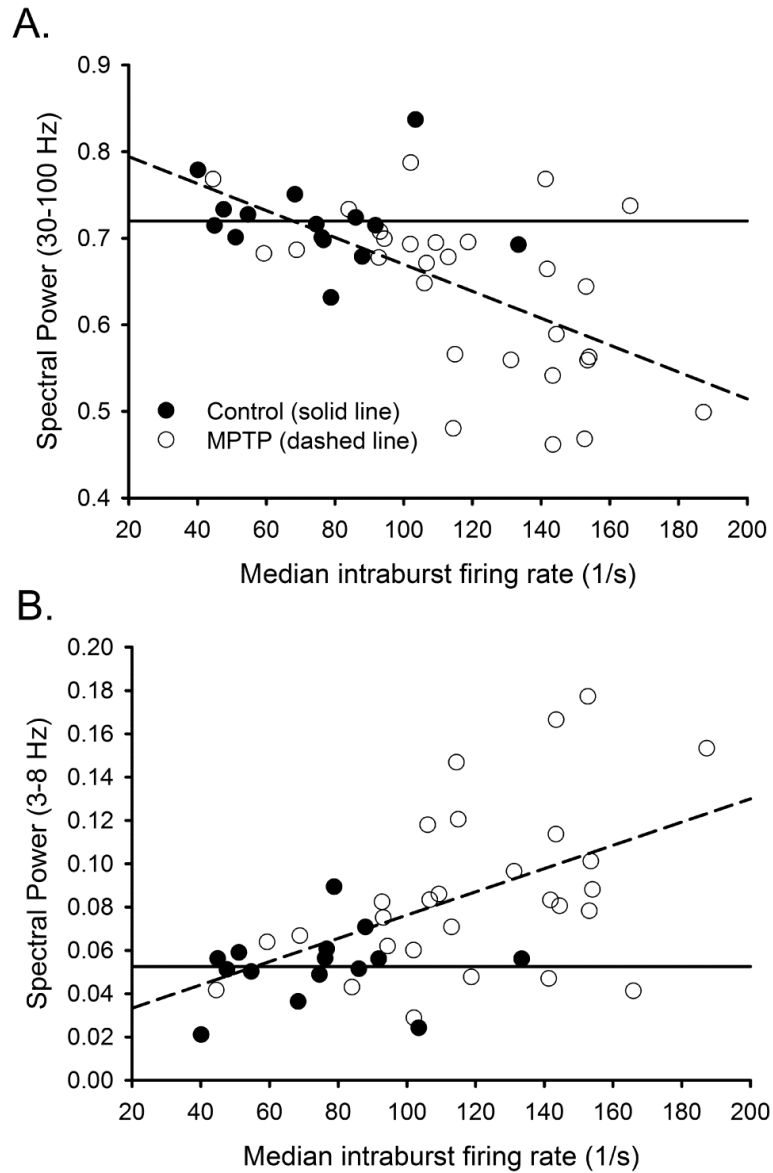 A.
0.9
0.8
0.7
0.6
0.5
0.4
Spectral Power (30-100 Hz)
Control (solid line)
MPTP (dashed line)
20 40 60 80 100 120 140 160 180 200
Median intraburst firing rate (1/s)
B.
0.20
0.18
0.16
0.14
0.12
0.10
0.08
0.06
0.04
0.02
0.00
Spectral Power (3-8 Hz)
20 40 60 80 100 120 140 160 180 200
Median intraburst firing rate (1/s)